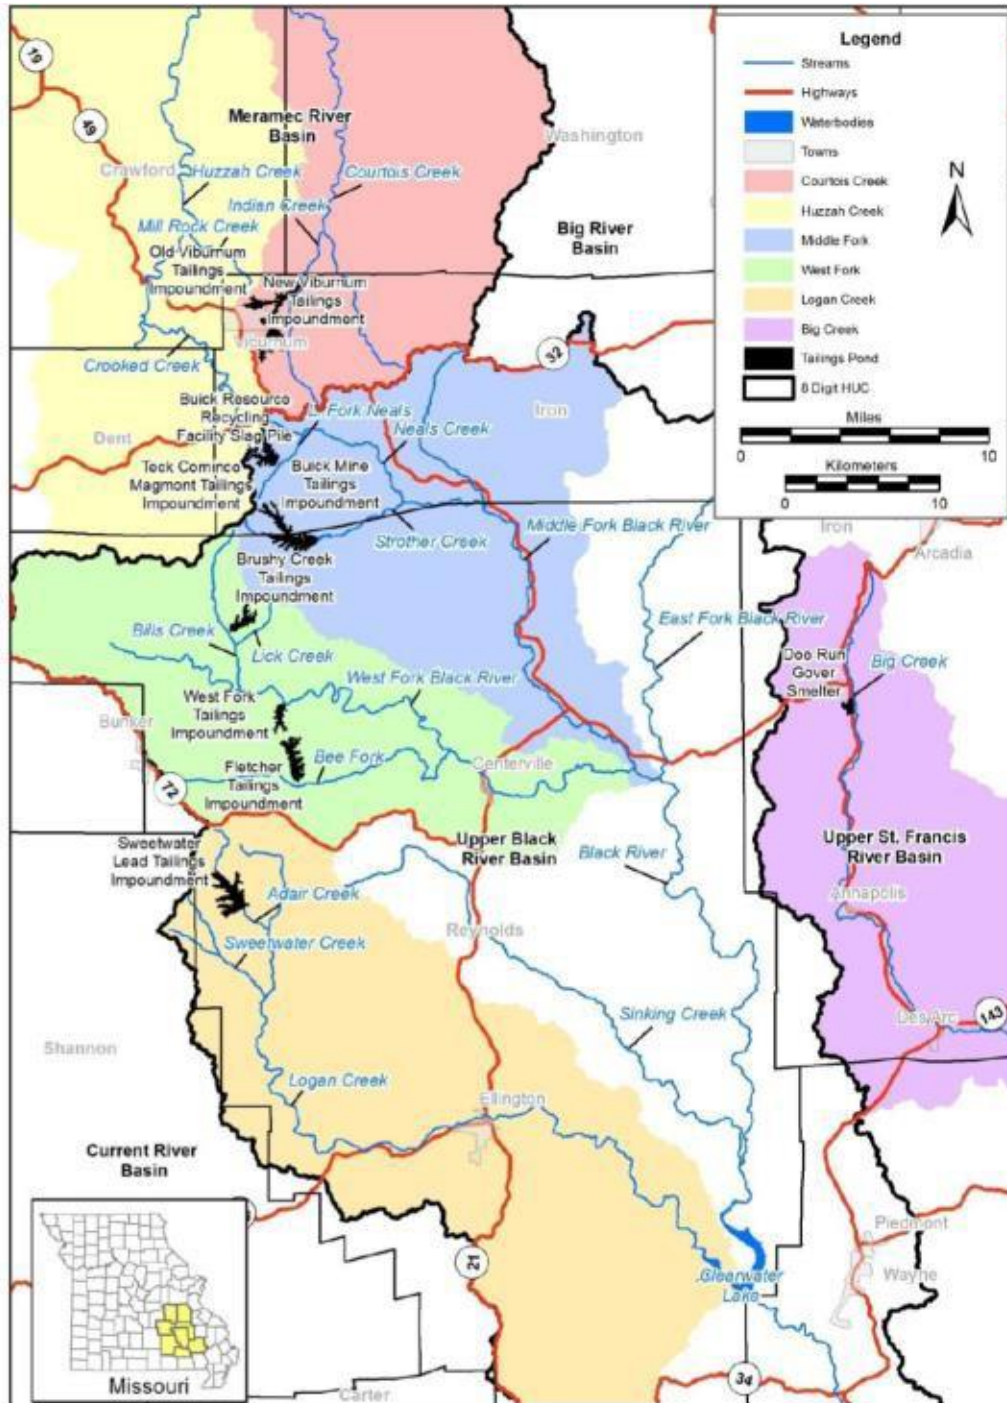 Legend
Streams
Highways
Waterbodies
Towns
Courtois Creek
Huzzah Creek
Middle Fork
West Fork
Logan Creek
Big Creek
Tailings Pond
8 Digit HUC
Miles
0
10
Kilometers
0
10
N
19
49
Meramec River
Basin
Washington
Crawford
Huzzah Creek
Courtois Creek
Indian Creek
Mill Rock Creek
Big River
Basin
Old Viburnum
Tailings
Impoundment
New Viburnum
Tailings
Impoundment
Viburnum
32
Crooked Creek
Buick Resource
Recycling
Facility Slag Pile
L. Fork Neals
Neals Creek
Iron
Dent
Teck Cominco
Magmont Tailings
Impoundment
Buick Mine
Tailings
Impoundment
Strother Creek
Middle Fork Black River
Iron
Arcadia
Brushy Creek
Tailings
Impoundment
Bills Creek
Lick Creek
East Fork Black River
West Fork Black River
Doe Run
Glover
Smelter
Big Creek
West Fork
Tailings
Impoundment
Bunker
Bee Fork
Centerville
Fletcher
Tailings
Impoundment
72
Sweetwater
Lead Tailings
Impoundment
Upper Black
River Basin
Black River
Upper St. Francis
River Basin
Adair Creek
Annapolis
Sweetwater Creek
Reynolds
Sinking Creek
Des Arc
143
Shannon
Logan Creek
Ellington
Current River
Basin
Piedmont
Wayne
21
Clearwater
Lake
34
Missouri
Carter